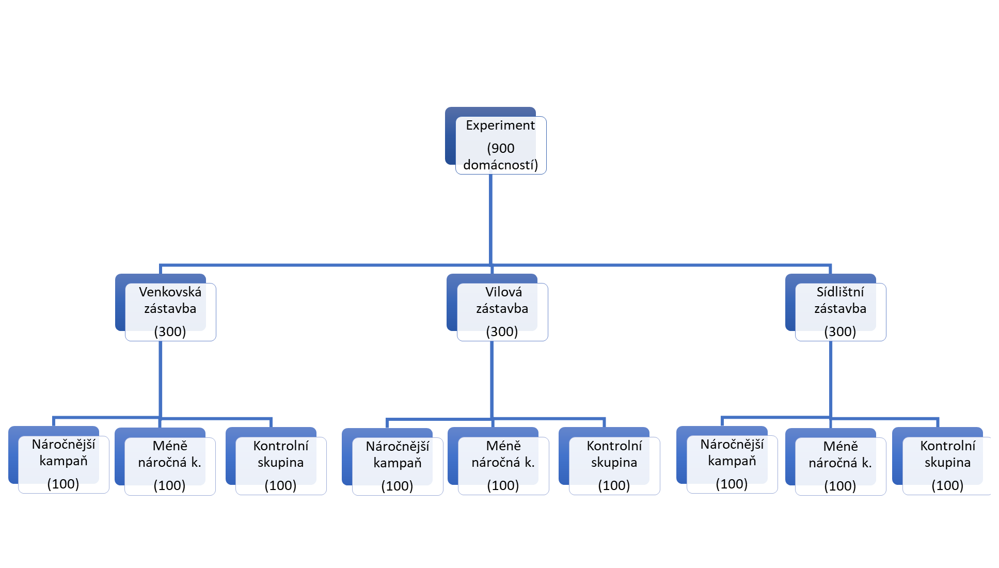 Experiment
(900
domácností)
Venkovská
zástavba
(300)
Vilová
zástavba
(300)
Sídlištní
zástavba
(300)
Náročnější
kampaň
(100)
Méně
náročná k.
(100)
Kontrolní
skupina
(100)
Náročnější
kampaň
(100)
Méně
náročná k.
(100)
Kontrolní
skupina
(100)
Náročnější
kampaň
(100)
Méně
náročná k.
(100)
Kontrolní
skupina
(100)